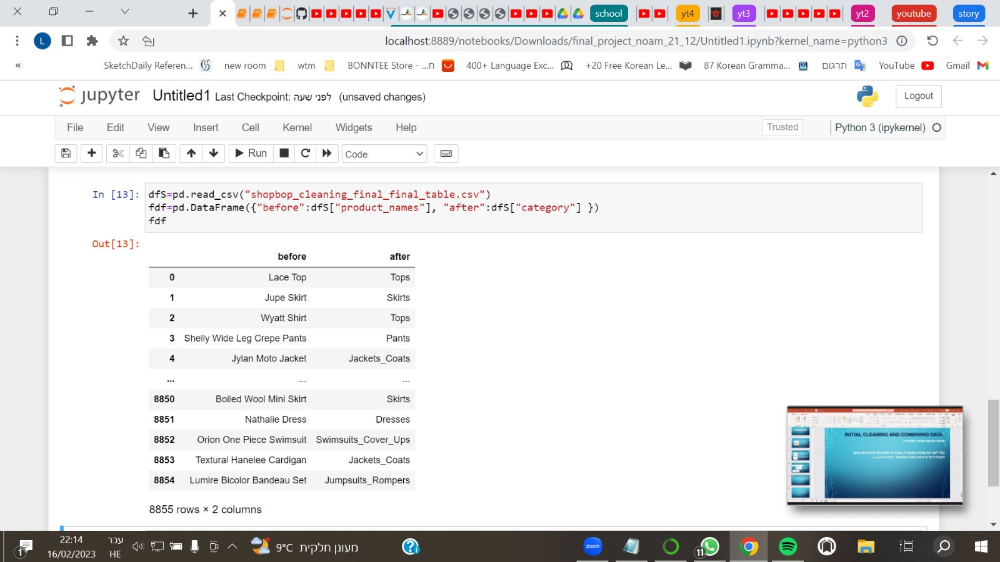 school
yt4
yt3
yt2
youtube
story
L
localhost:8889/notebooks/Downloads/final_project_noam_21_12/Untitled1.ipynb?kernel_name=python3
«
SketchDaily Referen...
new room
wtm
BONNTEE Store - ...ח
400+ Language Exc...
+20 Free Korean Le...
87 Korean Gramma...
תרגום
YouTube
Gmail
jupyter Untitled1 Last Checkpoint: לפני שעה (unsaved changes)
Logout
File Edit View Insert Cell Kernel Widgets Help
Trusted
Python 3 (ipykernel)
Run
Code
In [13]: dfS=pd.read_csv("shopbop_cleaning_final_final_table.csv")
fdf=pd.DataFrame({"before":dfS["product_names"], "after":dfS["category"] })
fdf
Out[13]:
before after
0 Lace Top Tops
1 Jupe Skirt Skirts
2 Wyatt Shirt Tops
3 Shelly Wide Leg Crepe Pants Pants
4 Jylan Moto Jacket Jackets_Coats
... ... ...
8850 Boiled Wool Mini Skirt Skirts
8851 Nathalie Dress Dresses
8852 Orion One Piece Swimsuit Swimsuits_Cover_Ups
8853 Textural Hanelee Cardigan Jackets_Coats
8854 Lumire Bicolor Bandeau Set Jumpsuits_Rompers
8855 rows × 2 columns
INITIAL CLEANING AND COMBINING DATA
1
22:14
16/02/2023
עבר
HE
9°C מעונן חלקית
zoom
11